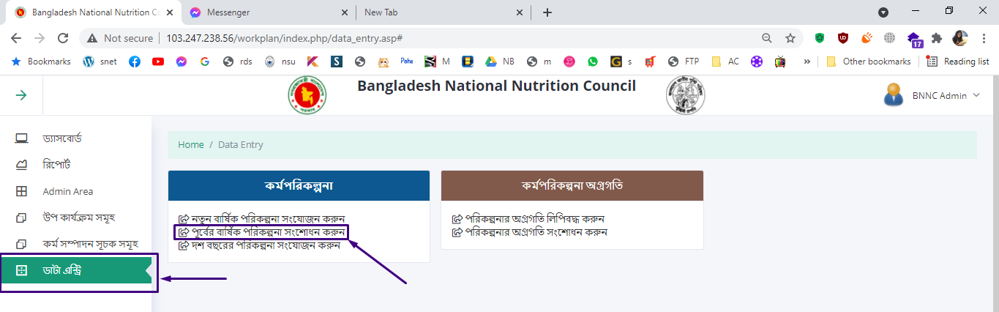 Bangladesh National Nutrition C
Messenger
New Tab
Not secure | 103.247.238.56/workplan/index.php/data_entry.asp#
17
Bookmarks snet rds nsu M NB m s FTP AC » Other bookmarks Reading list
Bangladesh National Nutrition Council
BNNC Admin
ড্যাসবোর্ড
রিপোর্ট
Admin Area
উপ কার্যক্রম সমূহ
কর্ম সম্পাদন সূচক সমূহ
ডাটা এন্ট্রি
Home / Data Entry
কর্মপরিকল্পনা
নতুন বার্ষিক পরিকল্পনা সংযোজন করুন
পূর্বের বার্ষিক পরিকল্পনা সংশোধন করুন
দশ বছরের পরিকল্পনা সংযোজন করুন
কর্মপরিকল্পনা অগ্রগতি
পরিকল্পনার অগ্রগতি লিপিবদ্ধ করুন
পরিকল্পনার অগ্রগতি সংশোধন করুন